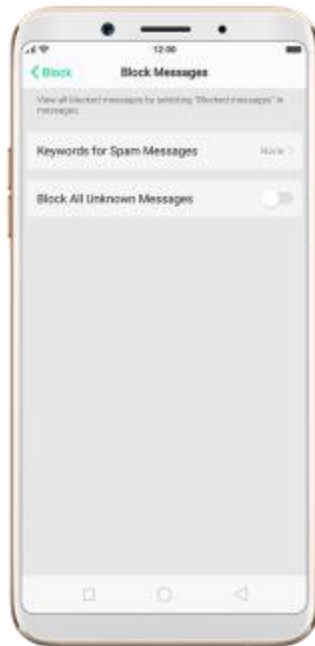 12:00
Block
Block Messages
View all blocked messages by selecting "Blocked messages" in
messages.
Keywords for Spam Messages
None
Block All Unknown Messages